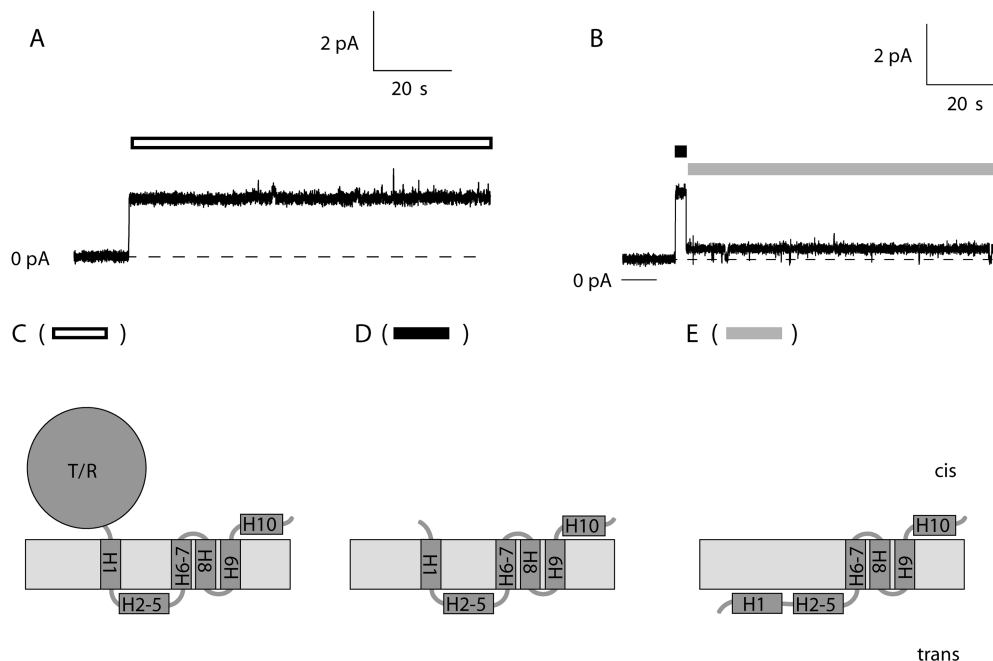 A
2 pA
20 s
B
2 pA
20 s
0 pA
0 pA
C ( )
D ( )
E ( )
T/R
cis
H10
H10
H10
H1
H6-7
H8
H9
H1
H6-7
H8
H9
H6-7
H8
H9
H2-5
H2-5
H1
H2-5
trans